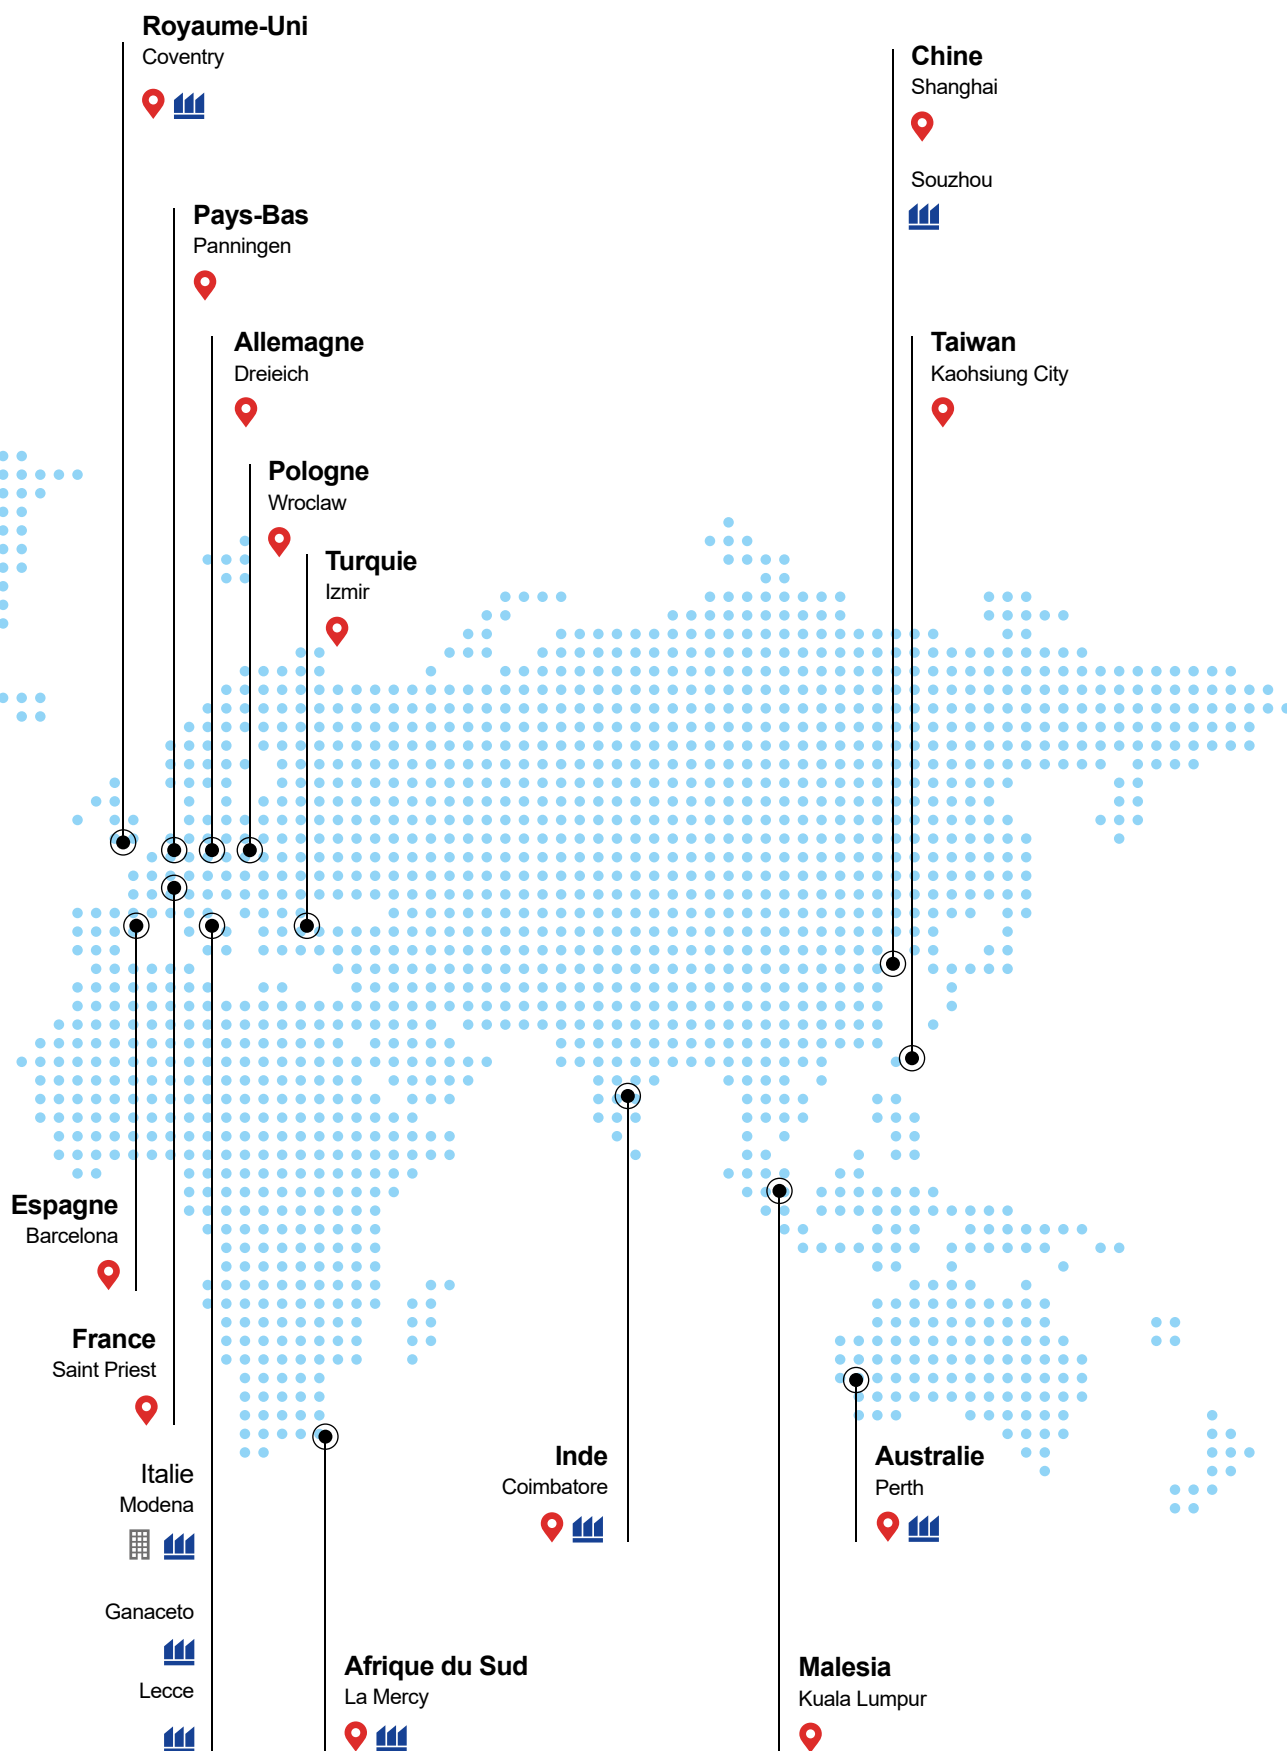 Royaume-Uni
Coventry
Chine
Shanghai
Souzhou
Pays-Bas
Panningen
Allemagne
Dreieich
Taiwan
Kaohsiung City
Pologne
Wroclaw
Turquie
Izmir
Espagne
Barcelona
France
Saint Priest
Italie
Modena
Ganaceto
Lecce
Afrique du Sud
La Mercy
Inde
Coimbatore
Australie
Perth
Malesia
Kuala Lumpur